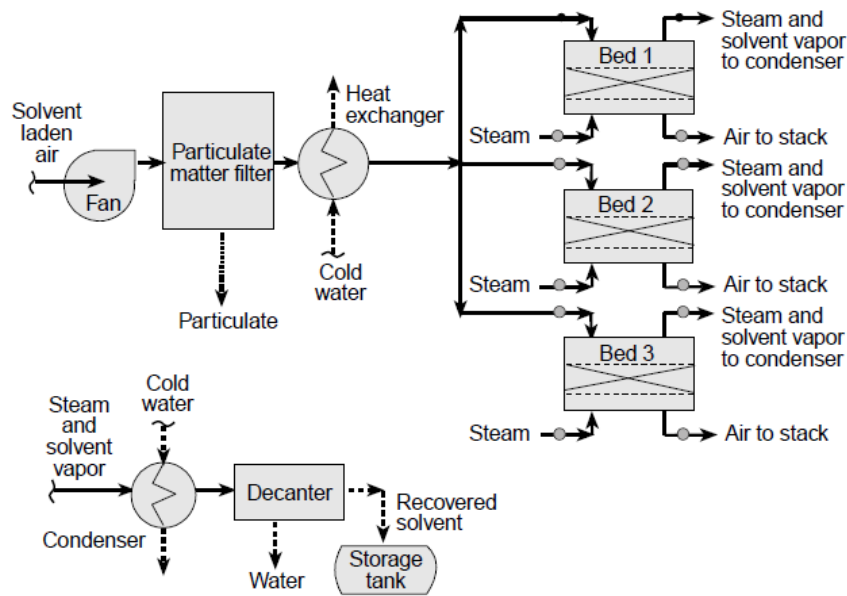 Solvent
laden
air
Fan
Particulate
matter filter
Particulate
Heat
exchanger
Cold
water
Bed 1
Steam and
solvent vapor
to condenser
Steam
Air to stack
Bed 2
Steam and
solvent vapor
to condenser
Steam
Air to stack
Bed 3
Steam and
solvent vapor
to condenser
Steam
Air to stack
Steam
and
solvent
vapor
Cold
water
Condenser
Decanter
Water
Recovered
solvent
Storage
tank